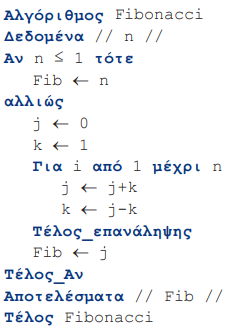 Αλγόριθμος Fibonacci
Δεδομένα // n //
Αν n ≤ 1 τότε
Fib ← n
αλλιώς
j ← 0
k ← 1
Για i από 1 μέχρι n
j ← j+k
k ← j-k
Τέλος_επανάληψης
Fib ← j
Τέλος_Αν
Αποτελέσματα // Fib //
Τέλος Fibonacci